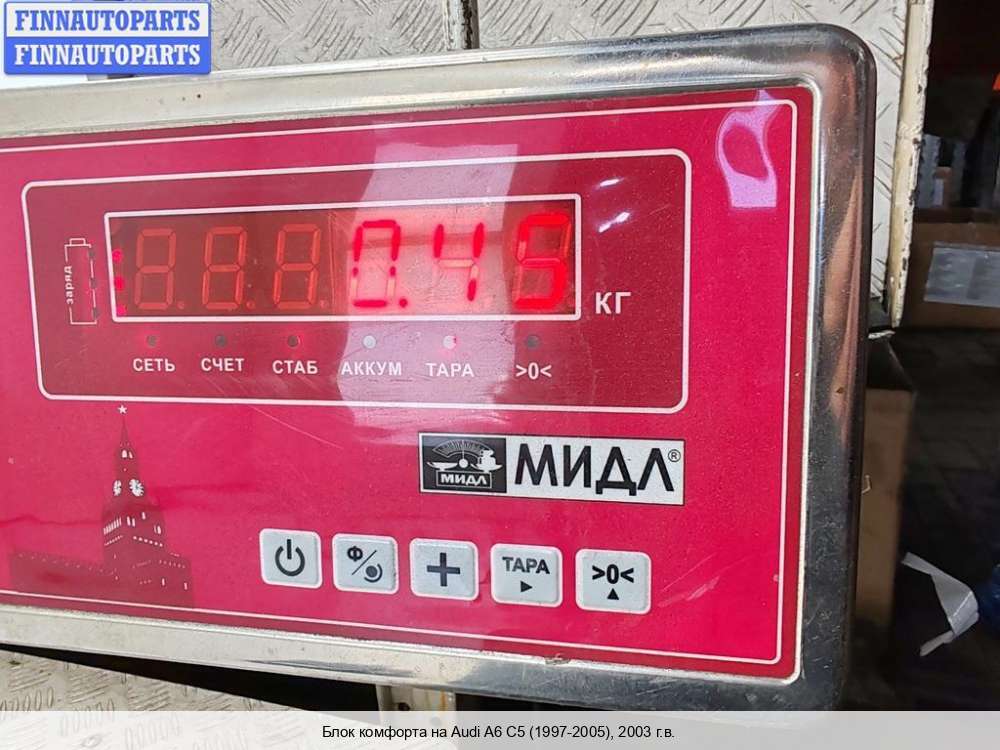 FINNAUTOPARTS
FINNAUTOPARTS
заряд
0.45
КГ
СЕТЬ СЧЕТ СТАБ АККУМ ТАРА >0<
МИДЛ МИДЛ®
Ф
ТАРА
>0<
Блок комфорта на Audi A6 C5 (1997-2005), 2003 г.в.